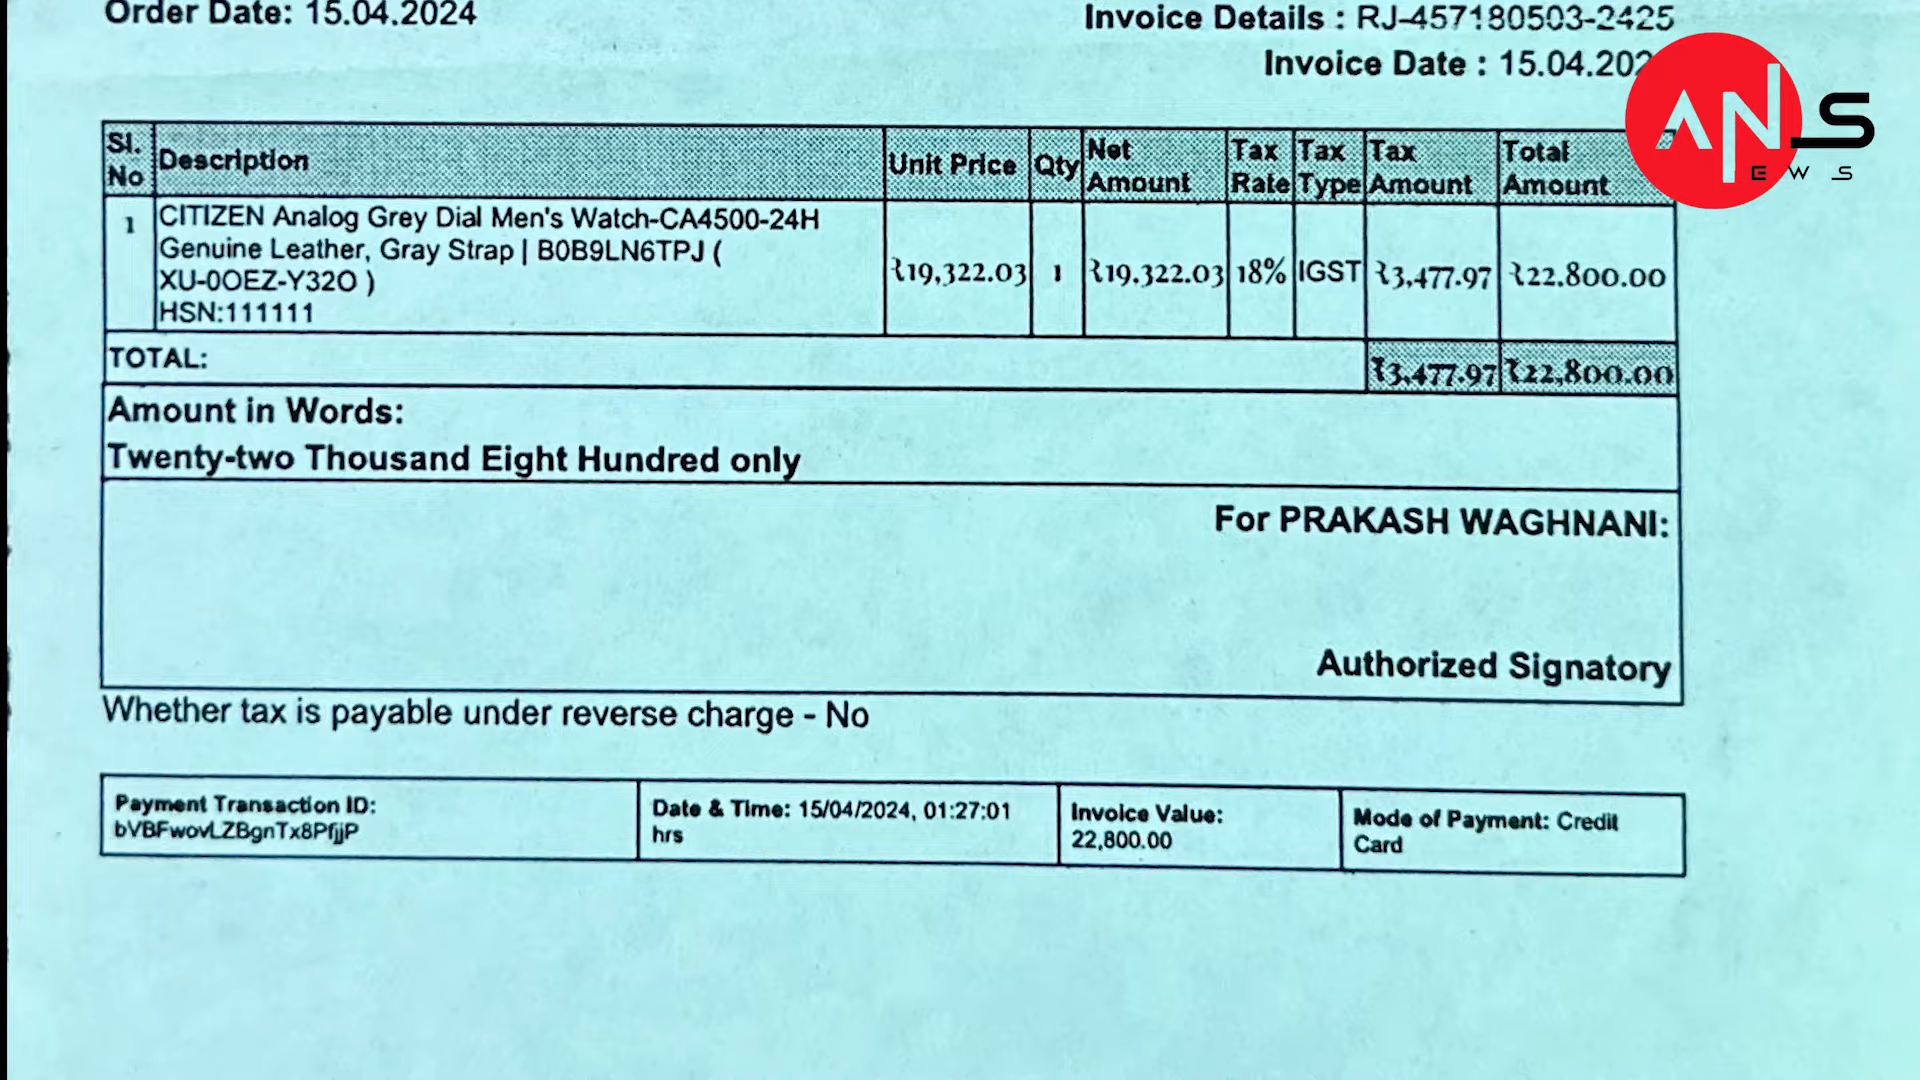 Order Date: 15.04.2024
Invoice Details : RJ-457180503-2425
Invoice Date : 15.04.202
ANS
EWS
Sl. No Description Unit Price Qty Net Amount Tax Rate Tax Type Tax Amount Total Amount
1 CITIZEN Analog Grey Dial Men's Watch-CA4500-24H
Genuine Leather, Gray Strap | B0B9LN6TPJ (
XU-0OEZ-Y32O )
HSN:111111
₹19,322.03 1 ₹19,322.03 18% IGST ₹3,477.97 ₹22,800.00
TOTAL: ₹3,477.97 ₹22,800.00
Amount in Words:
Twenty-two Thousand Eight Hundred only
For PRAKASH WAGHNANI:
Authorized Signatory
Whether tax is payable under reverse charge - No
Payment Transaction ID:
bVBFwovLZBgnTx8PfjjP
Date & Time: 15/04/2024, 01:27:01
hrs
Invoice Value:
22,800.00
Mode of Payment: Credit
Card